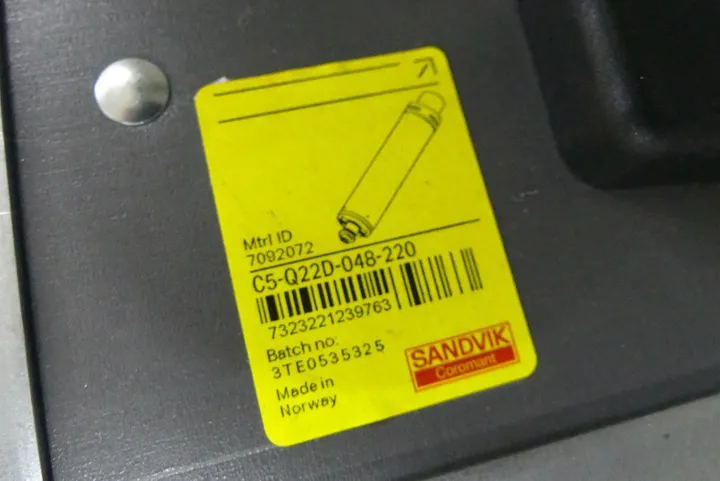 Mtrl ID
7092072
C5-Q22D-048-220
7323221239763
Batch no:
3TE0535325
Made in
Norway
SANDVIK
Coromant